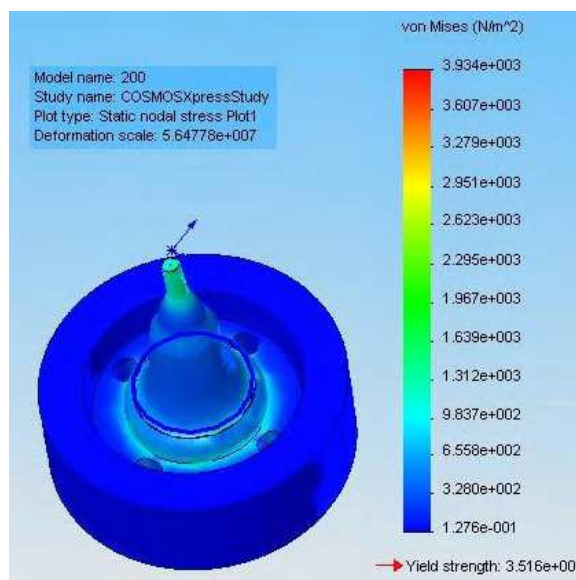 von Mises (N/m^2)
Model name: 200
Study name: COSMOSXpressStudy
Plot type: Static nodal stress Plot1
Deformation scale: 5.64778e+007
3.934e+003
3.607e+003
3.279e+003
2.951e+003
2.623e+003
2.295e+003
1.967e+003
1.639e+003
1.312e+003
9.837e+002
6.558e+002
3.280e+002
1.276e-001
Yield strength: 3.516e+00